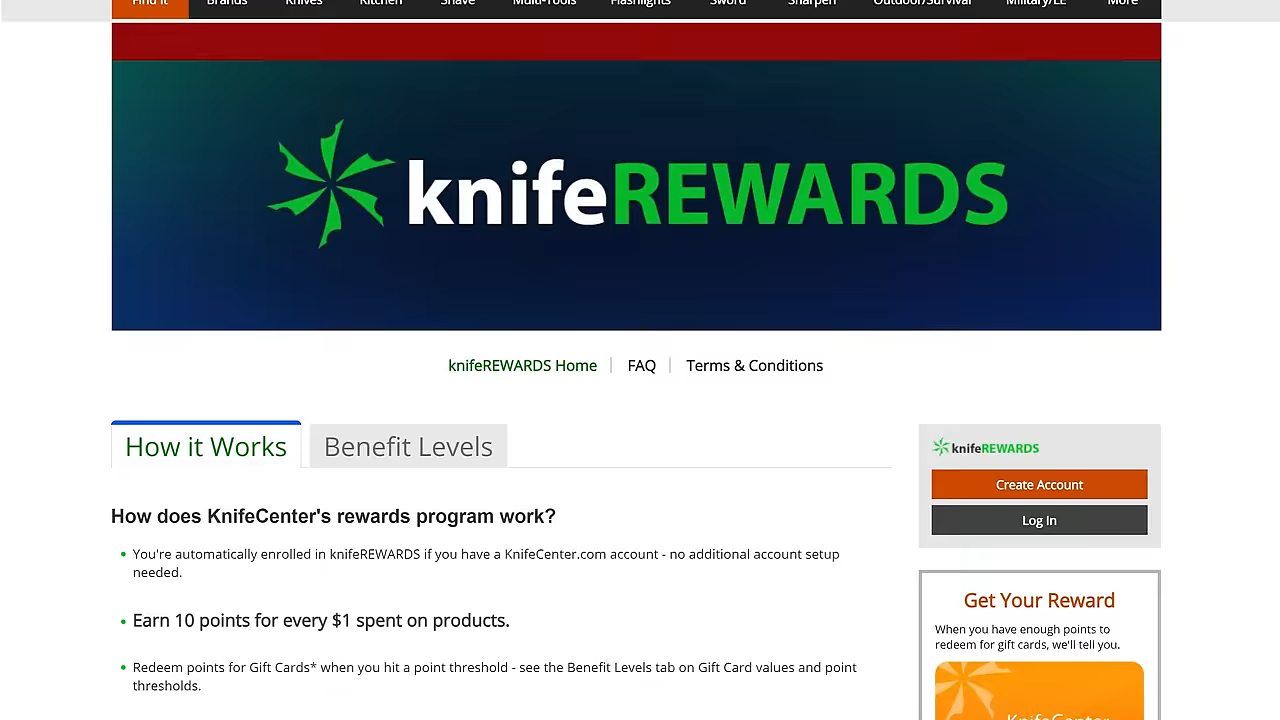 Find It Brands Knives Kitchen Shave Multi-Tools Flashlights Sword Sharpen Outdoor/Survival Military/LE More
knifeREWARDS
knifeREWARDS Home | FAQ | Terms & Conditions
How it Works
Benefit Levels
How does KnifeCenter's rewards program work?
• You're automatically enrolled in knifeREWARDS if you have a KnifeCenter.com account - no additional account setup
needed.
• Earn 10 points for every $1 spent on products.
• Redeem points for Gift Cards* when you hit a point threshold - see the Benefit Levels tab on Gift Card values and point
thresholds.
knifeREWARDS
Create Account
Log In
Get Your Reward
When you have enough points to
redeem for gift cards, we'll tell you.
KnifeCenter